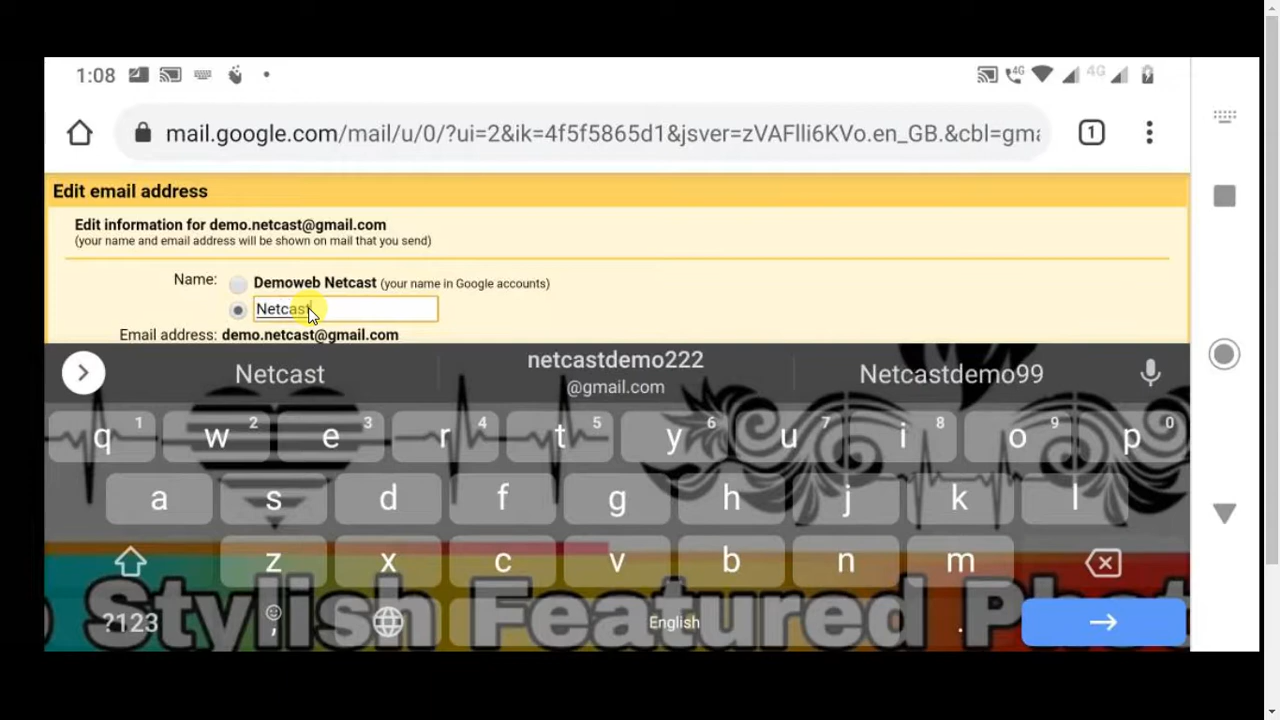 1:08 4G 4G
mail.google.com/mail/u/0/?ui=2&ik=4f5f5865d1&jsver=zVAFlli6KVo.en_GB.&cbl=gma 1
Edit email address
Edit information for demo.netcast@gmail.com
(your name and email address will be shown on mail that you send)
Name: Demoweb Netcast (your name in Google accounts)
Netcast
Email address: demo.netcast@gmail.com
Netcast netcastdemo222 @gmail.com Netcastdemo99
q 1 w 2 e 3 r 4 t 5 y 6 u 7 i 8 o 9 p 0
a s d f g h j k l
z x c v b n m
?123 , English .
Stylish Featured